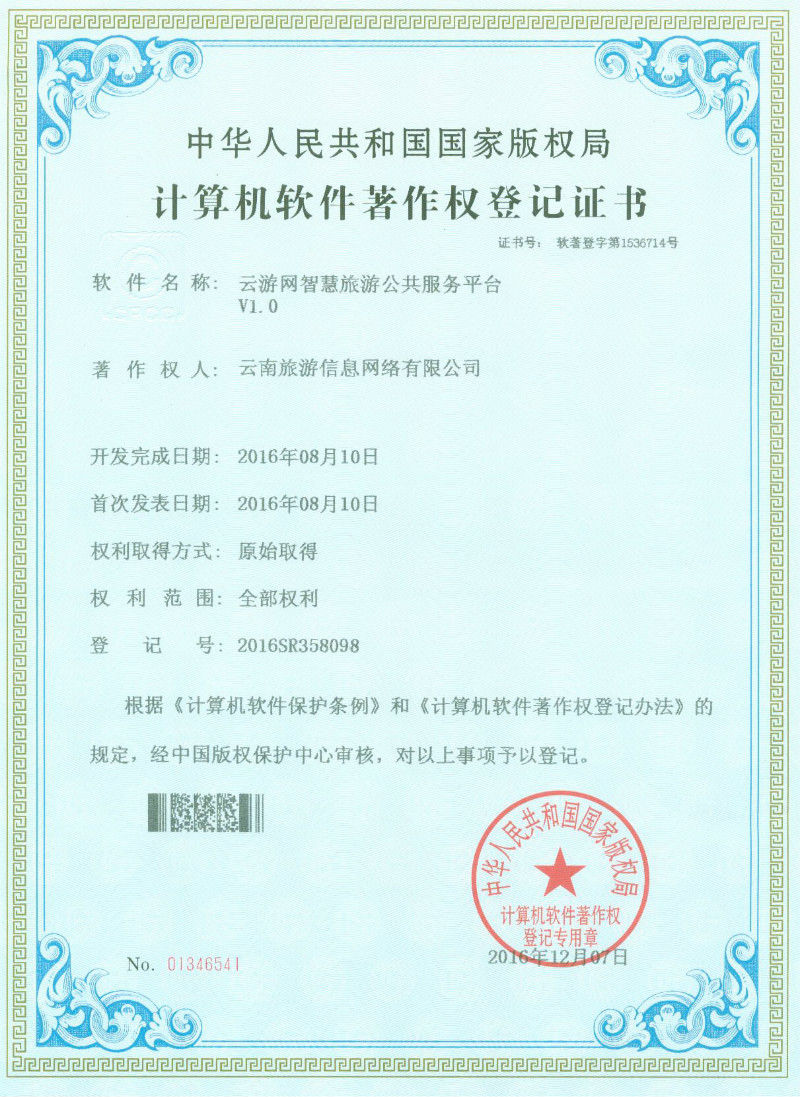 中华人民共和国国家版权局
计算机软件著作权登记证书
证书号： 软著登字第1536714号
软件名称： 云游网智慧旅游公共服务平台
V1.0
CPCC
著作权人： 云南旅游信息网络有限公司
开发完成日期： 2016年08月10日
首次发表日期： 2016年08月10日
权利取得方式： 原始取得
权利范围： 全部权利
登记号： 2016SR358098
根据《计算机软件保护条例》和《计算机软件著作权登记办法》的
规定，经中国版权保护中心审核，对以上事项予以登记。
中华人民共和国国家版权局
计算机软件著作权
登记专用章
2016年12月07日
No. 01346541